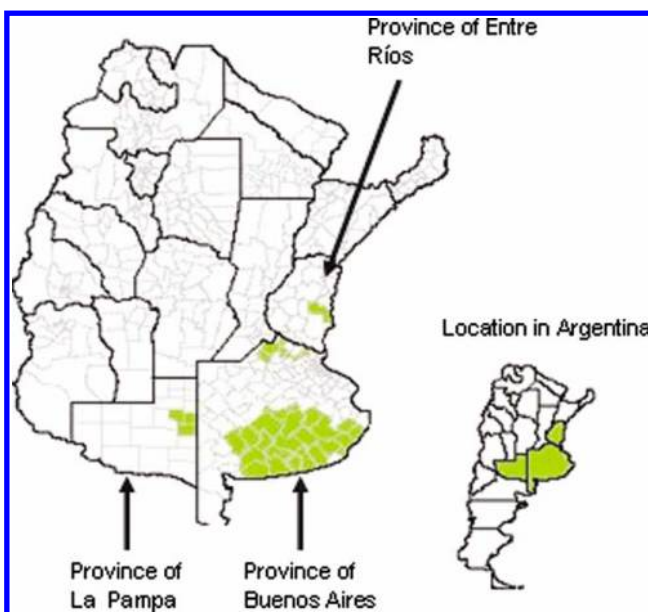 Province of Entre
Ríos
Location in Argentina
Province of
La Pampa
Province of
Buenos Aires